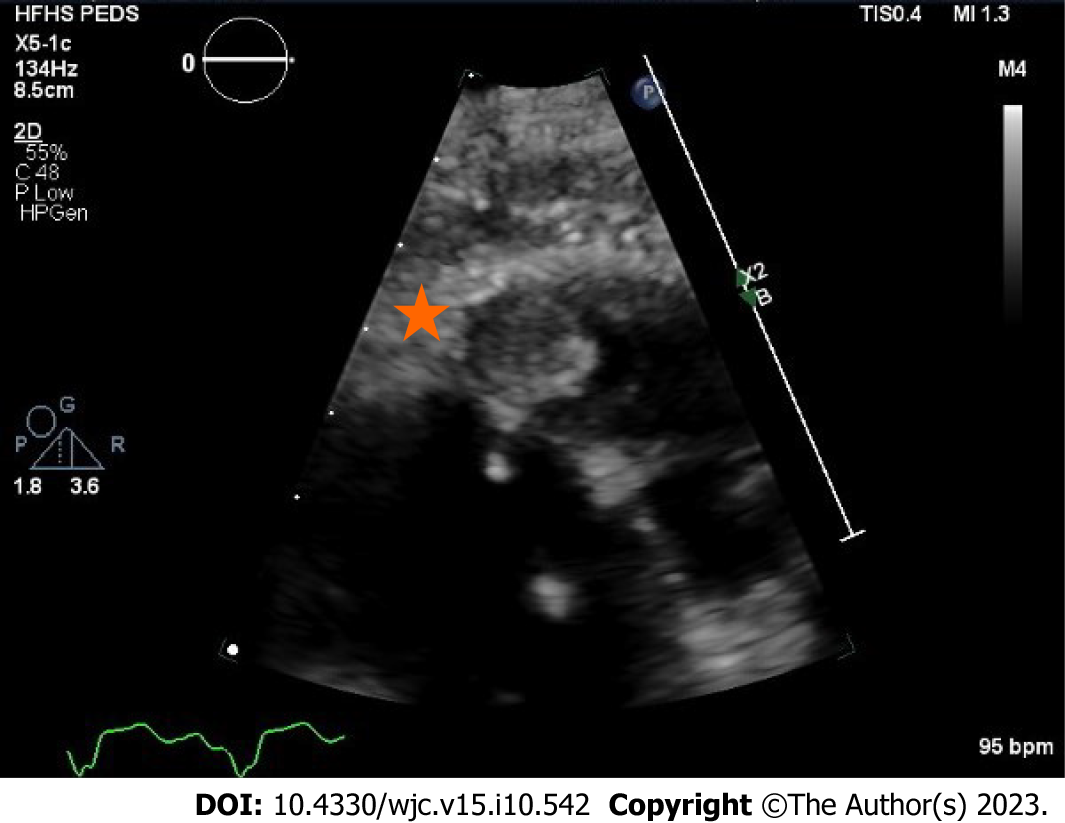 HFHS PEDS
TIS0.4 MI 1.3
X5-1c
134Hz
8.5cm
0
M4
P
2D
55%
C 48
P Low
HPGen
X2
B
G
P R
1.8 3.6
95 bpm
DOI: 10.4330/wjc.v15.i10.542 Copyright ©The Author(s) 2023.